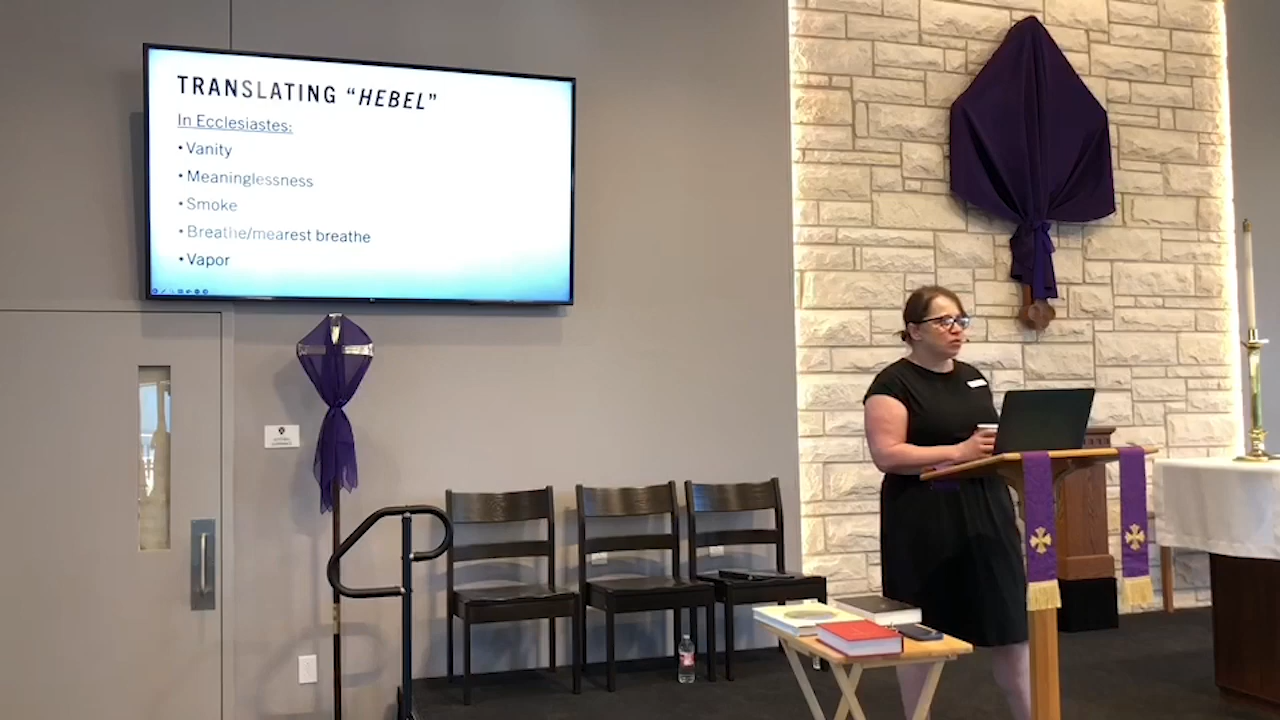 TRANSLATING “HEBEL”
In Ecclesiastes:
• Vanity
• Meaninglessness
• Smoke
• Breathe/mearest breathe
• Vapor